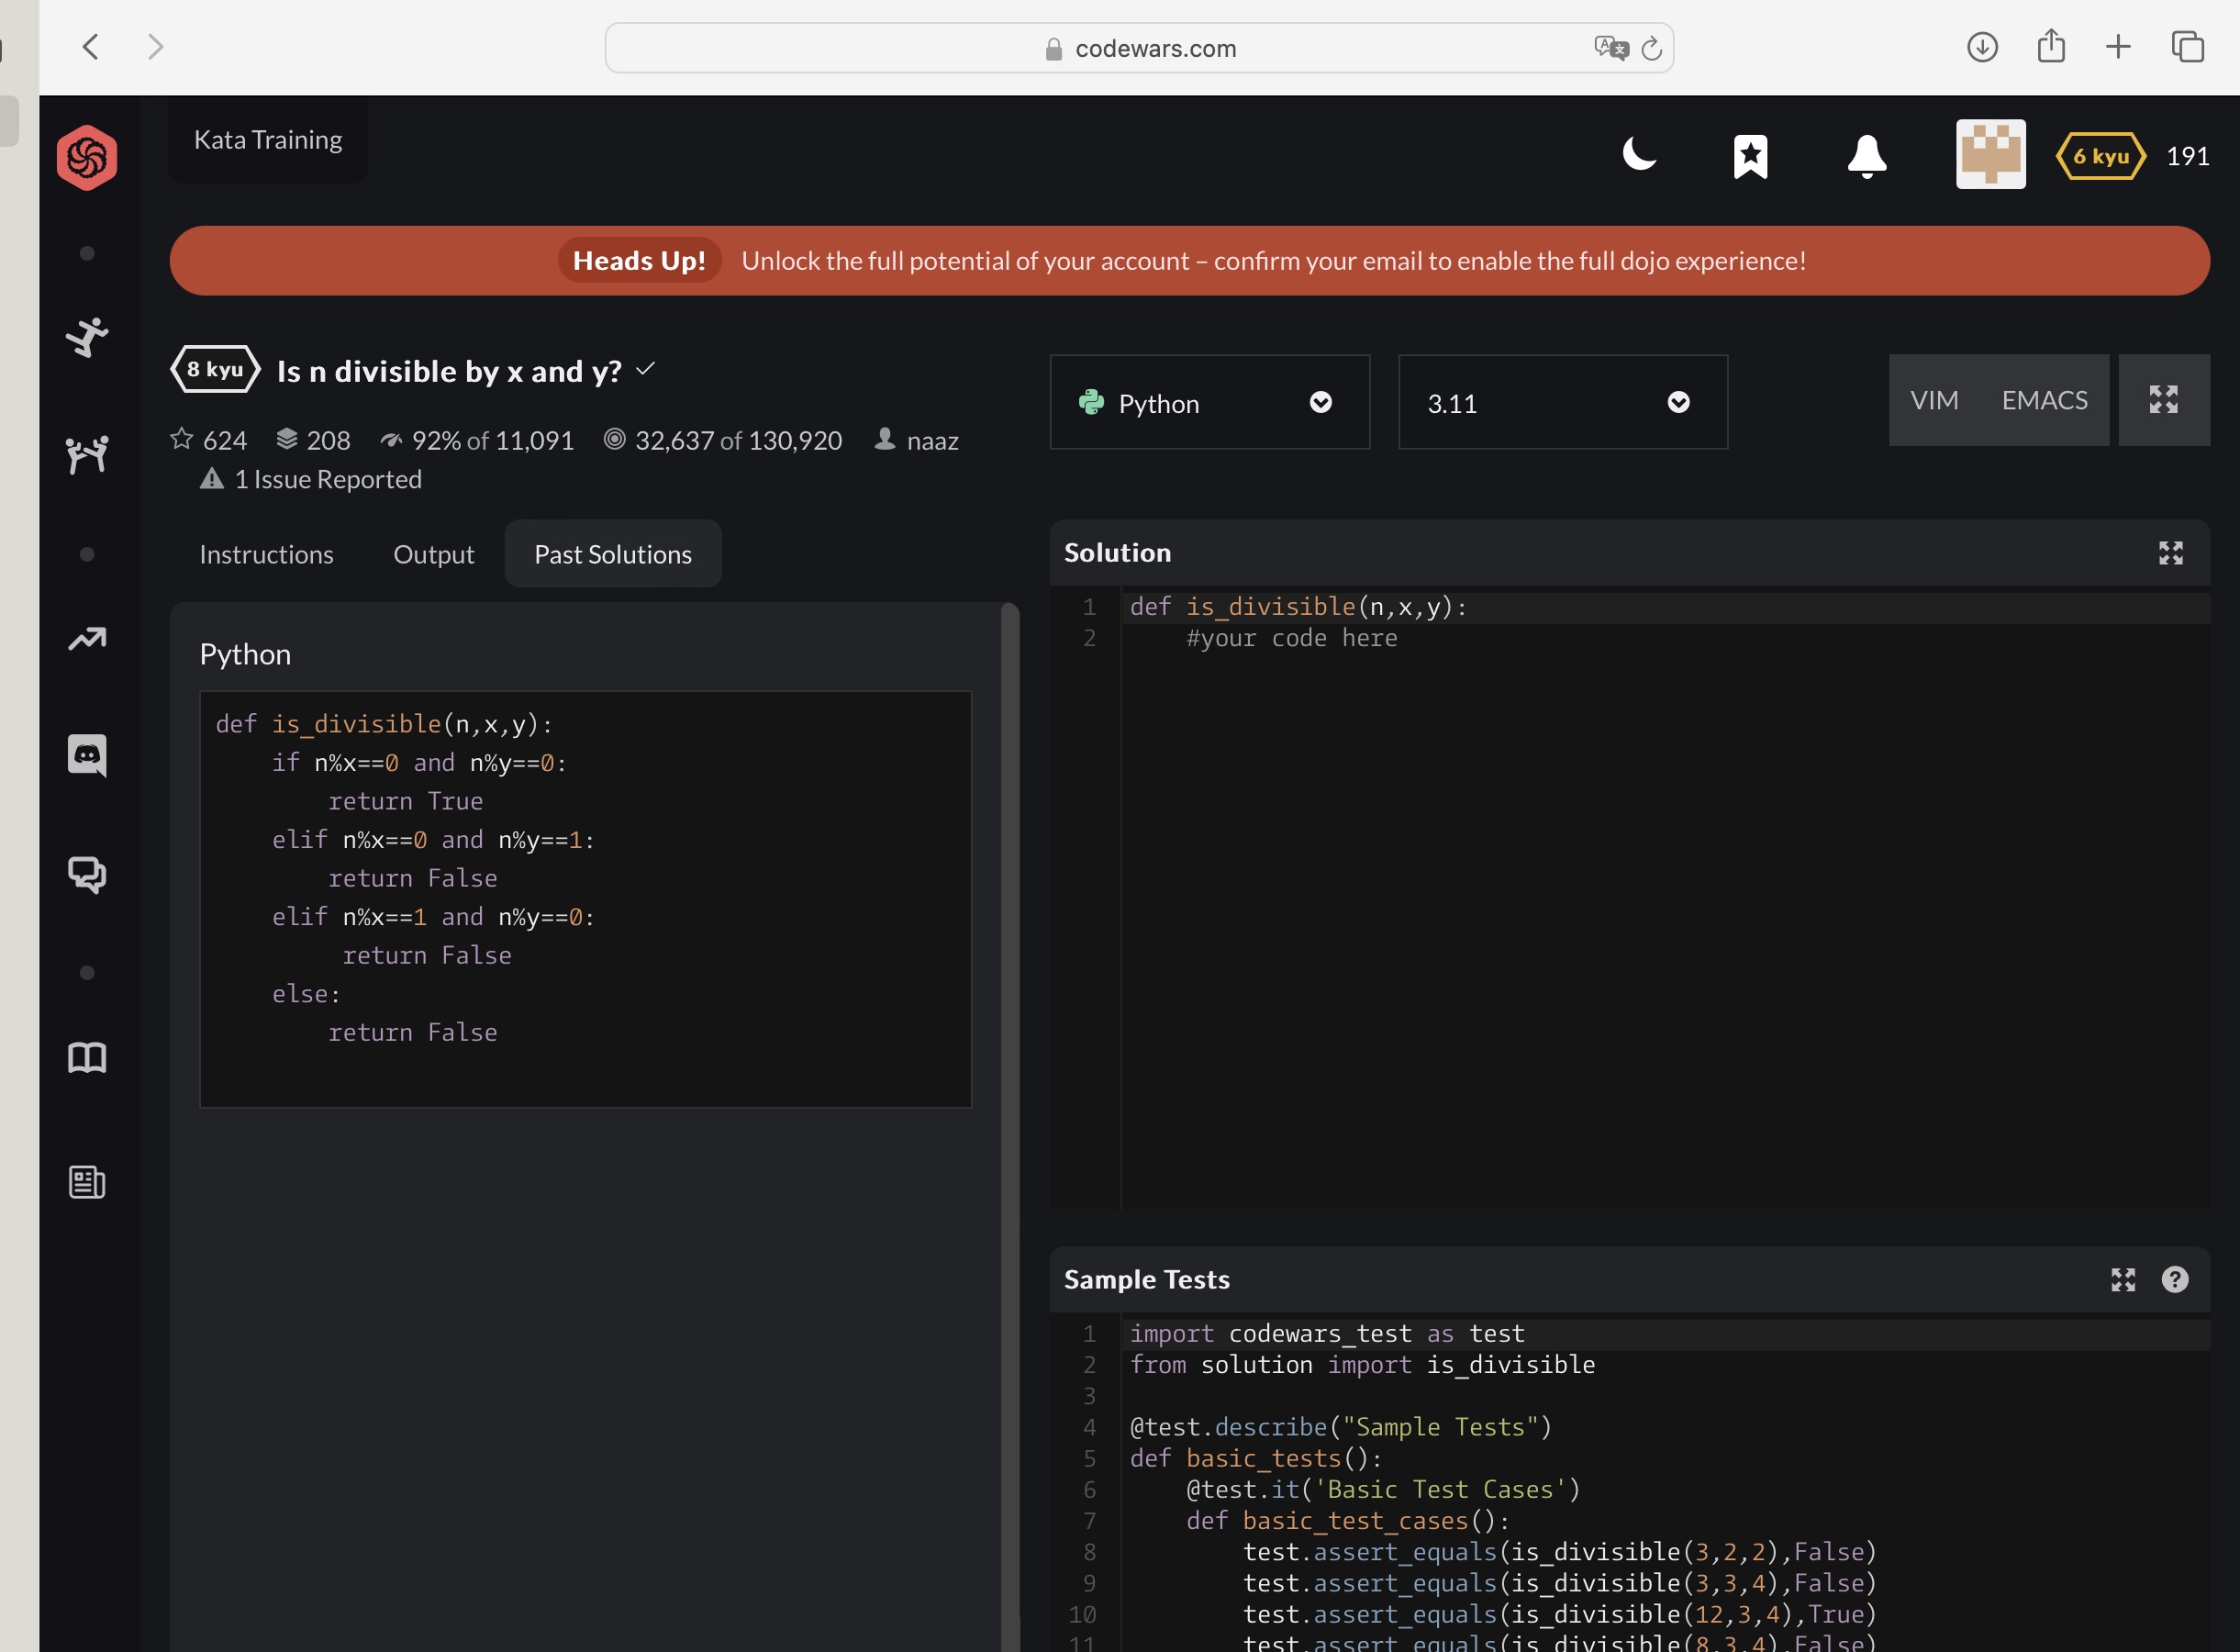 codewars.com
Kata Training
6 kyu 191
Heads Up! Unlock the full potential of your account – confirm your email to enable the full dojo experience!
8 kyu Is n divisible by x and y?
624 208 92% of 11,091 32,637 of 130,920 naaz
1 Issue Reported
Python 3.11 VIM EMACS
Instructions Output Past Solutions
Python
def is_divisible(n,x,y):
    if n%x==0 and n%y==0:
        return True
    elif n%x==0 and n%y==1:
        return False
    elif n%x==1 and n%y==0:
         return False
    else:
        return False
Solution
1 def is_divisible(n,x,y):
2     #your code here
Sample Tests
1 import codewars_test as test
2 from solution import is_divisible
3
4 @test.describe("Sample Tests")
5 def basic_tests():
6     @test.it('Basic Test Cases')
7     def basic_test_cases():
8         test.assert_equals(is_divisible(3,2,2),False)
9         test.assert_equals(is_divisible(3,3,4),False)
10         test.assert_equals(is_divisible(12,3,4),True)
11         test.assert_equals(is_divisible(8,3,4),False)